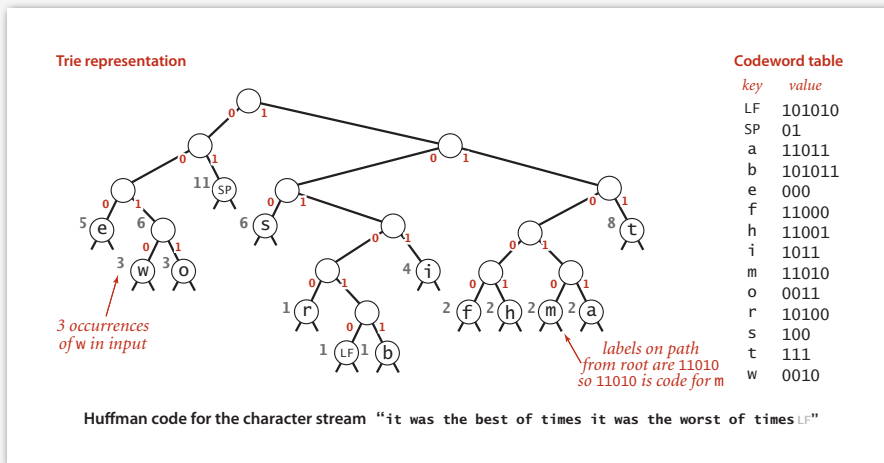 Trie representation
Codeword table
key value
LF 101010
SP 01
a 11011
b 101011
e 000
f 11000
h 11001
i 1011
m 11010
o 0011
r 10100
s 100
t 111
w 0010
0 1
0 1 0 1
11 SP
0 1 0 1 0 1
5 e 6 6 s 8 t
0 1 0 1 0 1
3 w 3 o 4 i
0 1 0 1 0 1
1 r 2 f 2 h 2 m 2 a
0 1
1 LF 1 b
3 occurrences
of w in input
labels on path
from root are 11010
so 11010 is code for m
Huffman code for the character stream “it was the best of times it was the worst of times LF”